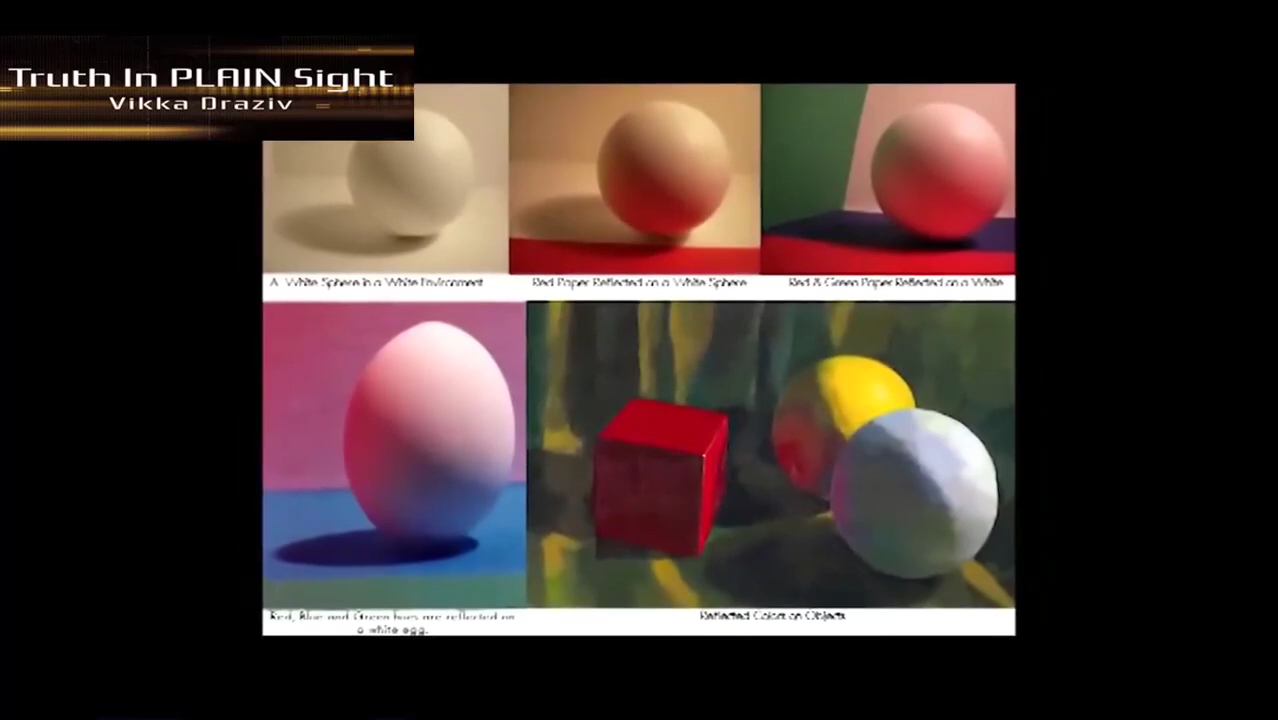 Truth In PLAIN Sight
Vikka Draziv
A White Sphere in a White Environment
Red Paper Reflected on a White Sphere
Red & Green Paper Reflected on a White
Red, Blue and Green hues are reflected on
a white egg.
Reflected Colors on Objects